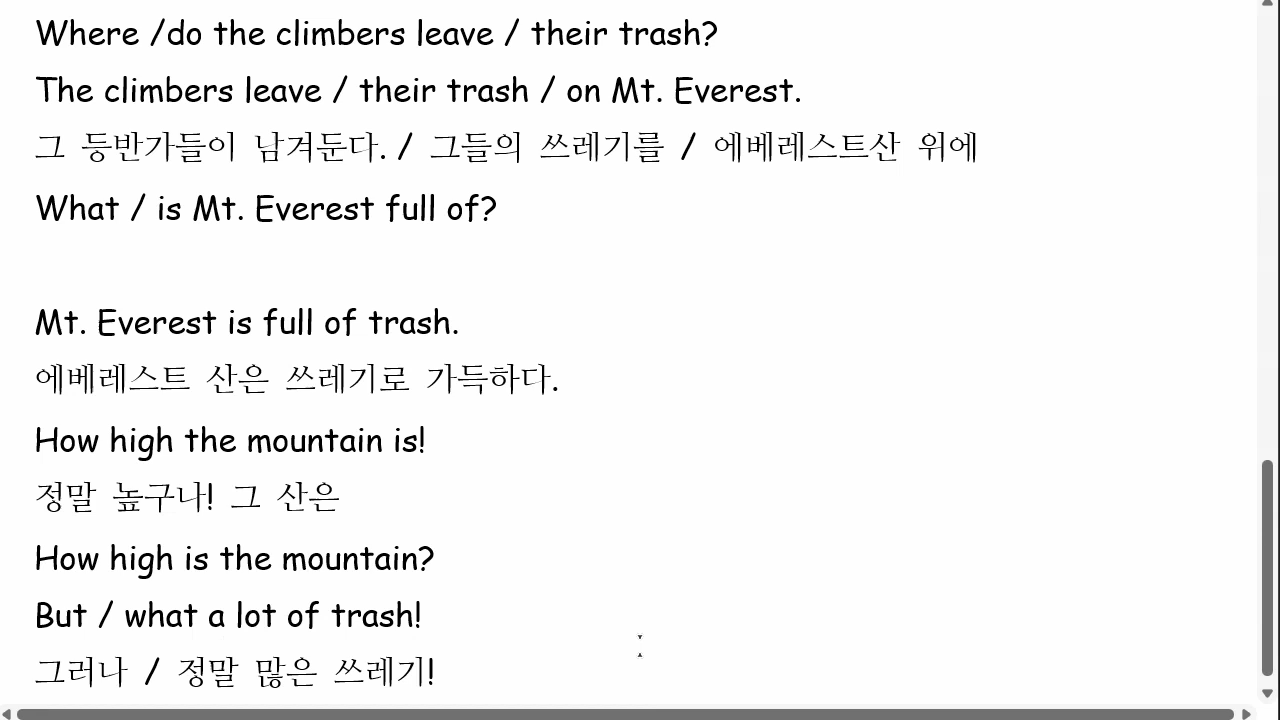 Where /do the climbers leave / their trash?
The climbers leave / their trash / on Mt. Everest.
그 등반가들이 남겨둔다. / 그들의 쓰레기를 / 에베레스트산 위에
What / is Mt. Everest full of?
Mt. Everest is full of trash.
에베레스트 산은 쓰레기로 가득하다.
How high the mountain is!
정말 높구나! 그 산은
How high is the mountain?
But / what a lot of trash!
그러나 / 정말 많은 쓰레기!